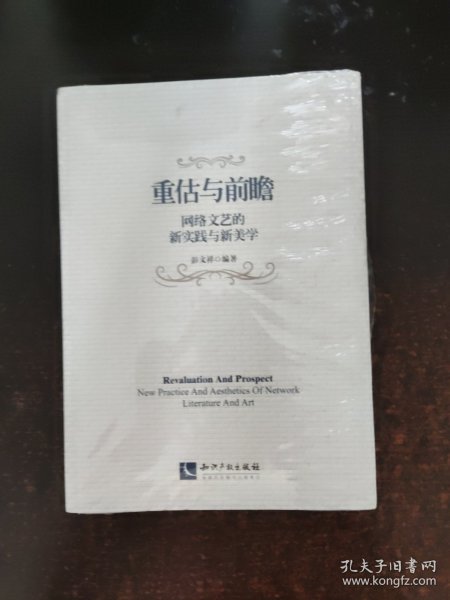 重估与前瞻
网络文艺的
新实践与新美学
彭文祥◎编著
Revaluation And Prospect
New Practice And Aesthetics Of Network
Literature And Art
知识产权出版社
孔夫子旧书网
www.kongfz.com